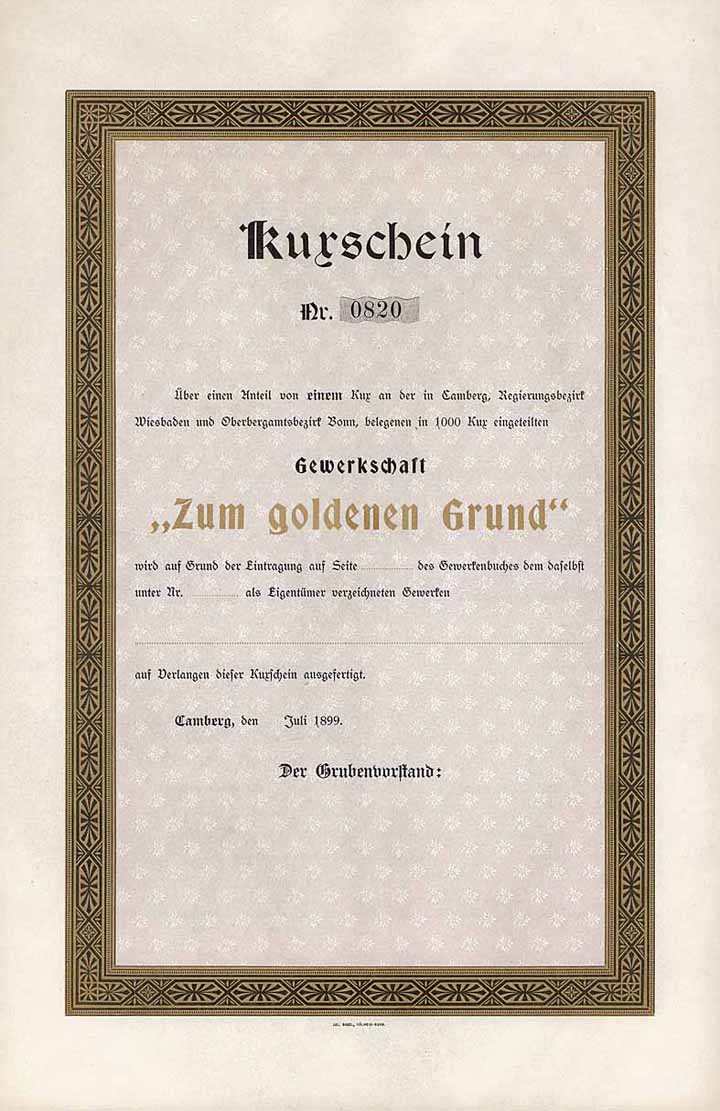 Kuxschein
Nr. 0820
Über einen Anteil von einem Kux an der in Camberg, Regierungsbezirk
Wiesbaden und Oberbergamtsbezirk Bonn, belegenen in 1000 Kux eingeteilten
Gewerkschaft
„Zum goldenen Grund“
wird auf Grund der Eintragung auf Seite des Gewerkenbuches dem daselbst
unter Nr. als Eigentümer verzeichneten Gewerken
auf Verlangen dieser Kuxschein ausgefertigt.
Camberg, den Juli 1899.
Der Grubenvorstand: